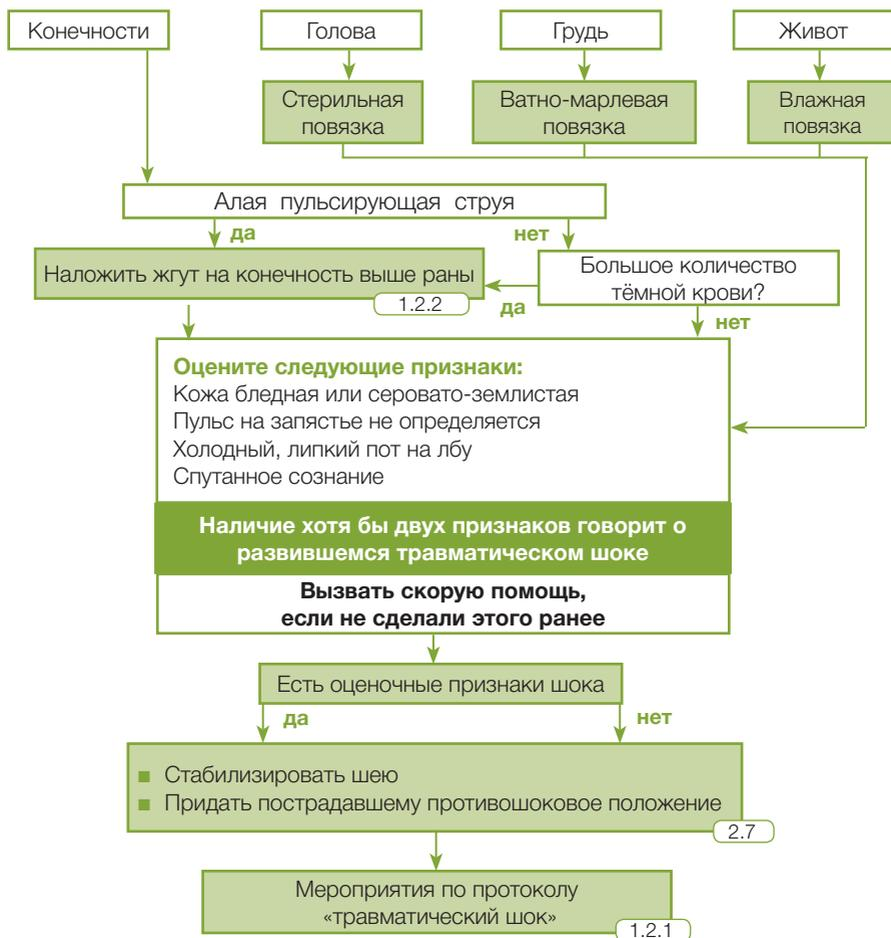 Конечности
Голова
Грудь
Живот
Стерильная
повязка
Ватно-марлевая
повязка
Влажная
повязка
Алая пульсирующая струя
да
нет
Наложить жгут на конечность выше раны
1.2.2
Большое количество
тёмной крови?
да
нет
Оцените следующие признаки:
Кожа бледная или серовато-землистая
Пульс на запястье не определяется
Холодный, липкий пот на лбу
Спутанное сознание
Наличие хотя бы двух признаков говорит о
развившемся травматическом шоке
Вызвать скорую помощь,
если не сделали этого ранее
Есть оценочные признаки шока
да
нет
Стабилизировать шею
Придать пострадавшему противошоковое положение
2.7
Мероприятия по протоколу
«травматический шок»
1.2.1